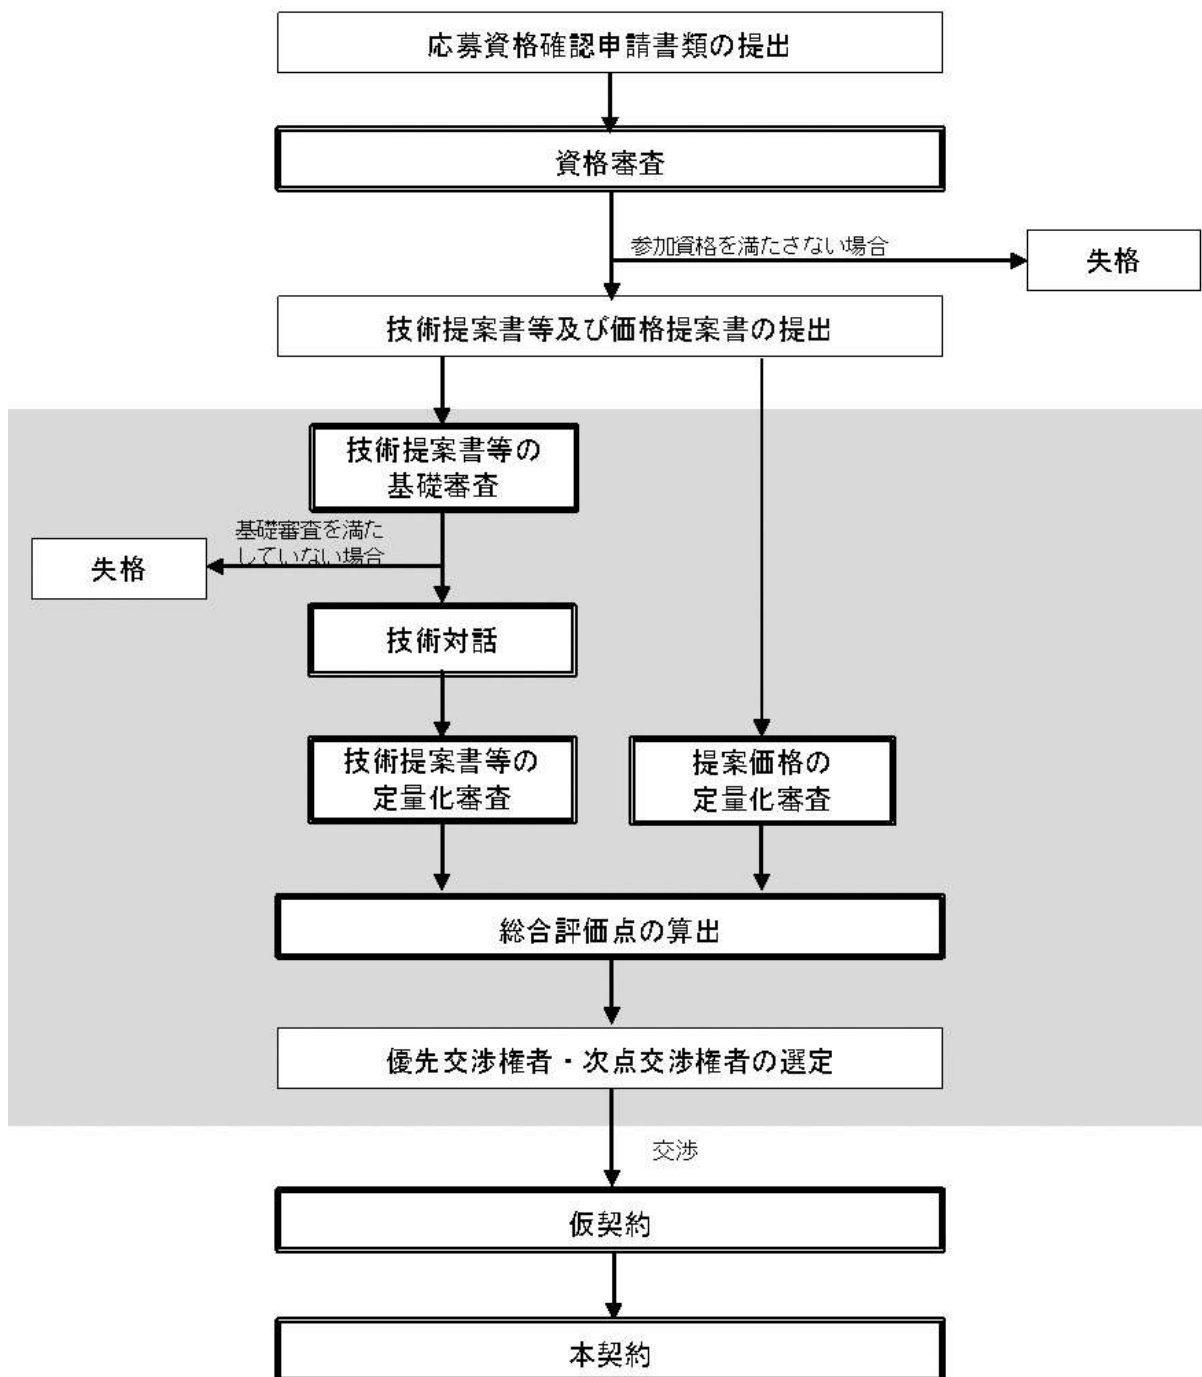 応募資格確認申請書類の提出
資格審査
参加資格を満たさない場合
失格
技術提案書等及び価格提案書の提出
技術提案書等の
基礎審査
基礎審査を満た
していない場合
失格
技術対話
技術提案書等の
定量化審査
提案価格の
定量化審査
総合評価点の算出
優先交渉権者・次点交渉権者の選定
交渉
仮契約
本契約